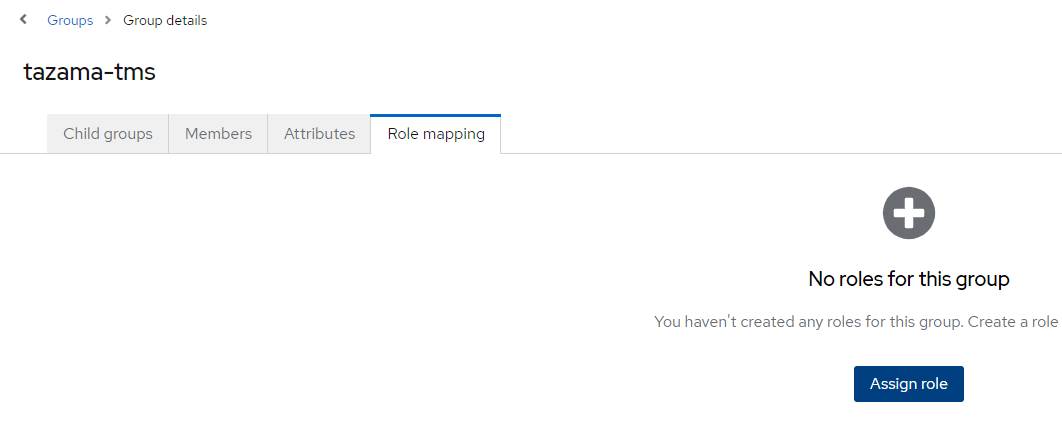 Groups > Group details
tazama-tms
Child groups Members Attributes Role mapping
No roles for this group
You haven't created any roles for this group. Create a role
Assign role